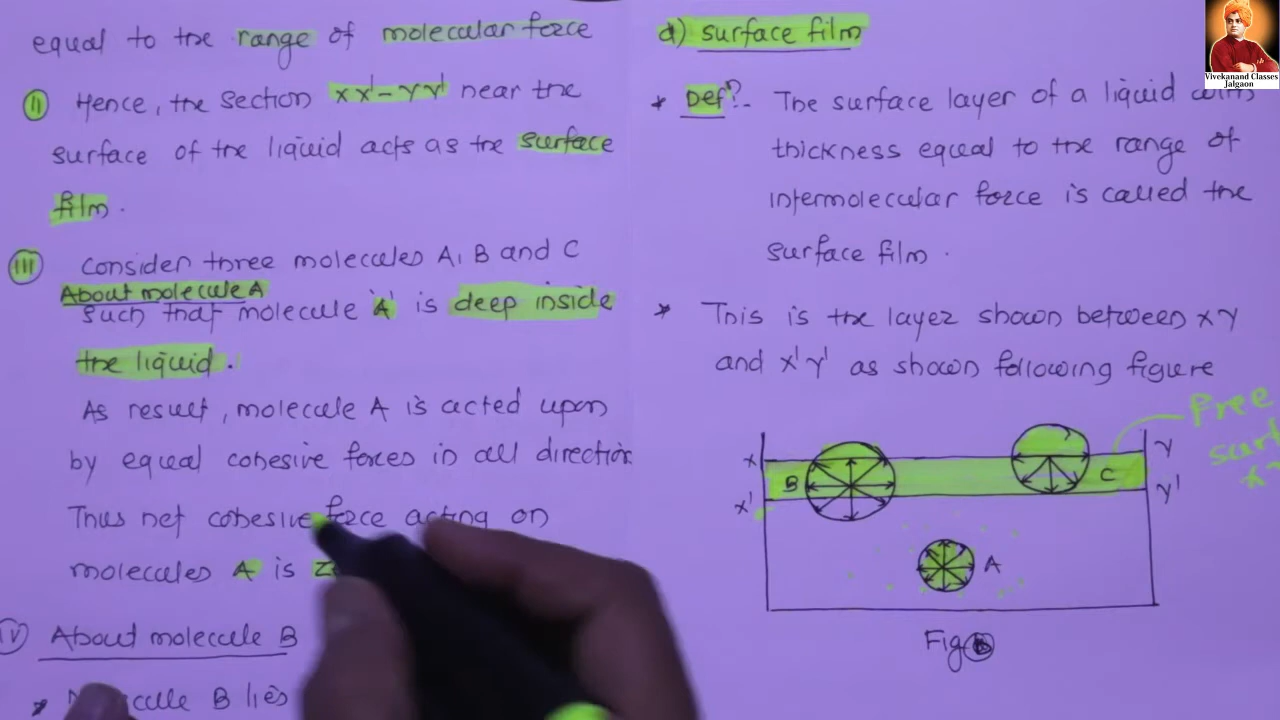 equal to the range of molecular force
II) Hence, the section xx'-yy' near the
surface of the liquid acts as the surface
film.
III Consider three molecules A, B and C
About molecule A
such that molecule 'A' is deep inside
the liquid.
As result, molecule A is acted upon
by equal cohesive forces in all direction
Thus net cohesive force acting on
molecules A is
IV About molecule B
* B lies
d) surface film
* Defn:- The surface layer of a liquid with
thickness equal to the range of
intermolecular force is called the
surface film.
* This is the layer shown between xy
and x'y' as shown following figure
Free
x y
B C
x' y'
A
Fig b
Vivekanand Classes
Jalgaon